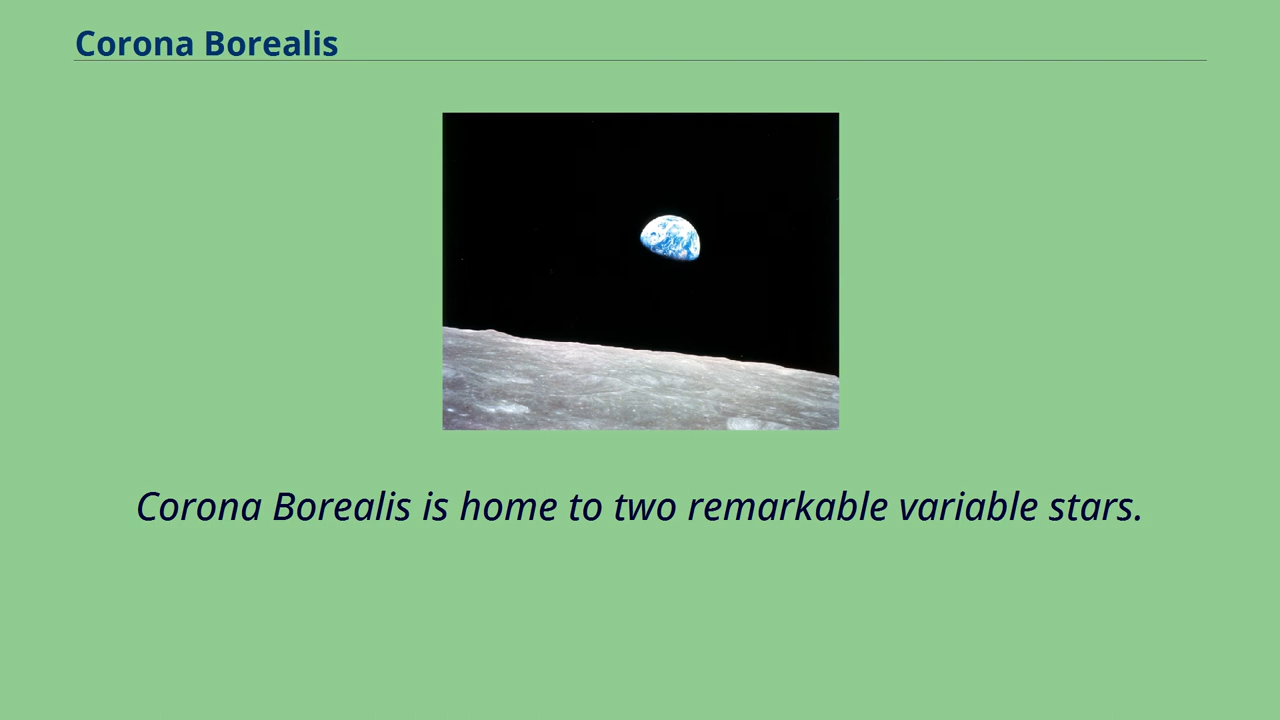 Corona Borealis
Corona Borealis is home to two remarkable variable stars.